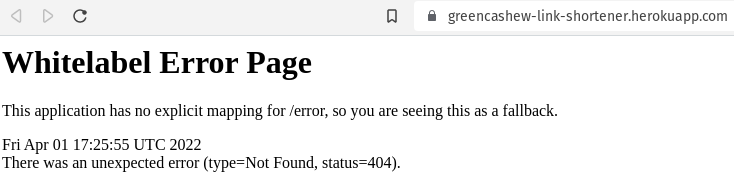 greencashew-link-shortener.herokuapp.com
Whitelabel Error Page
This application has no explicit mapping for /error, so you are seeing this as a fallback.
Fri Apr 01 17:25:55 UTC 2022
There was an unexpected error (type=Not Found, status=404).